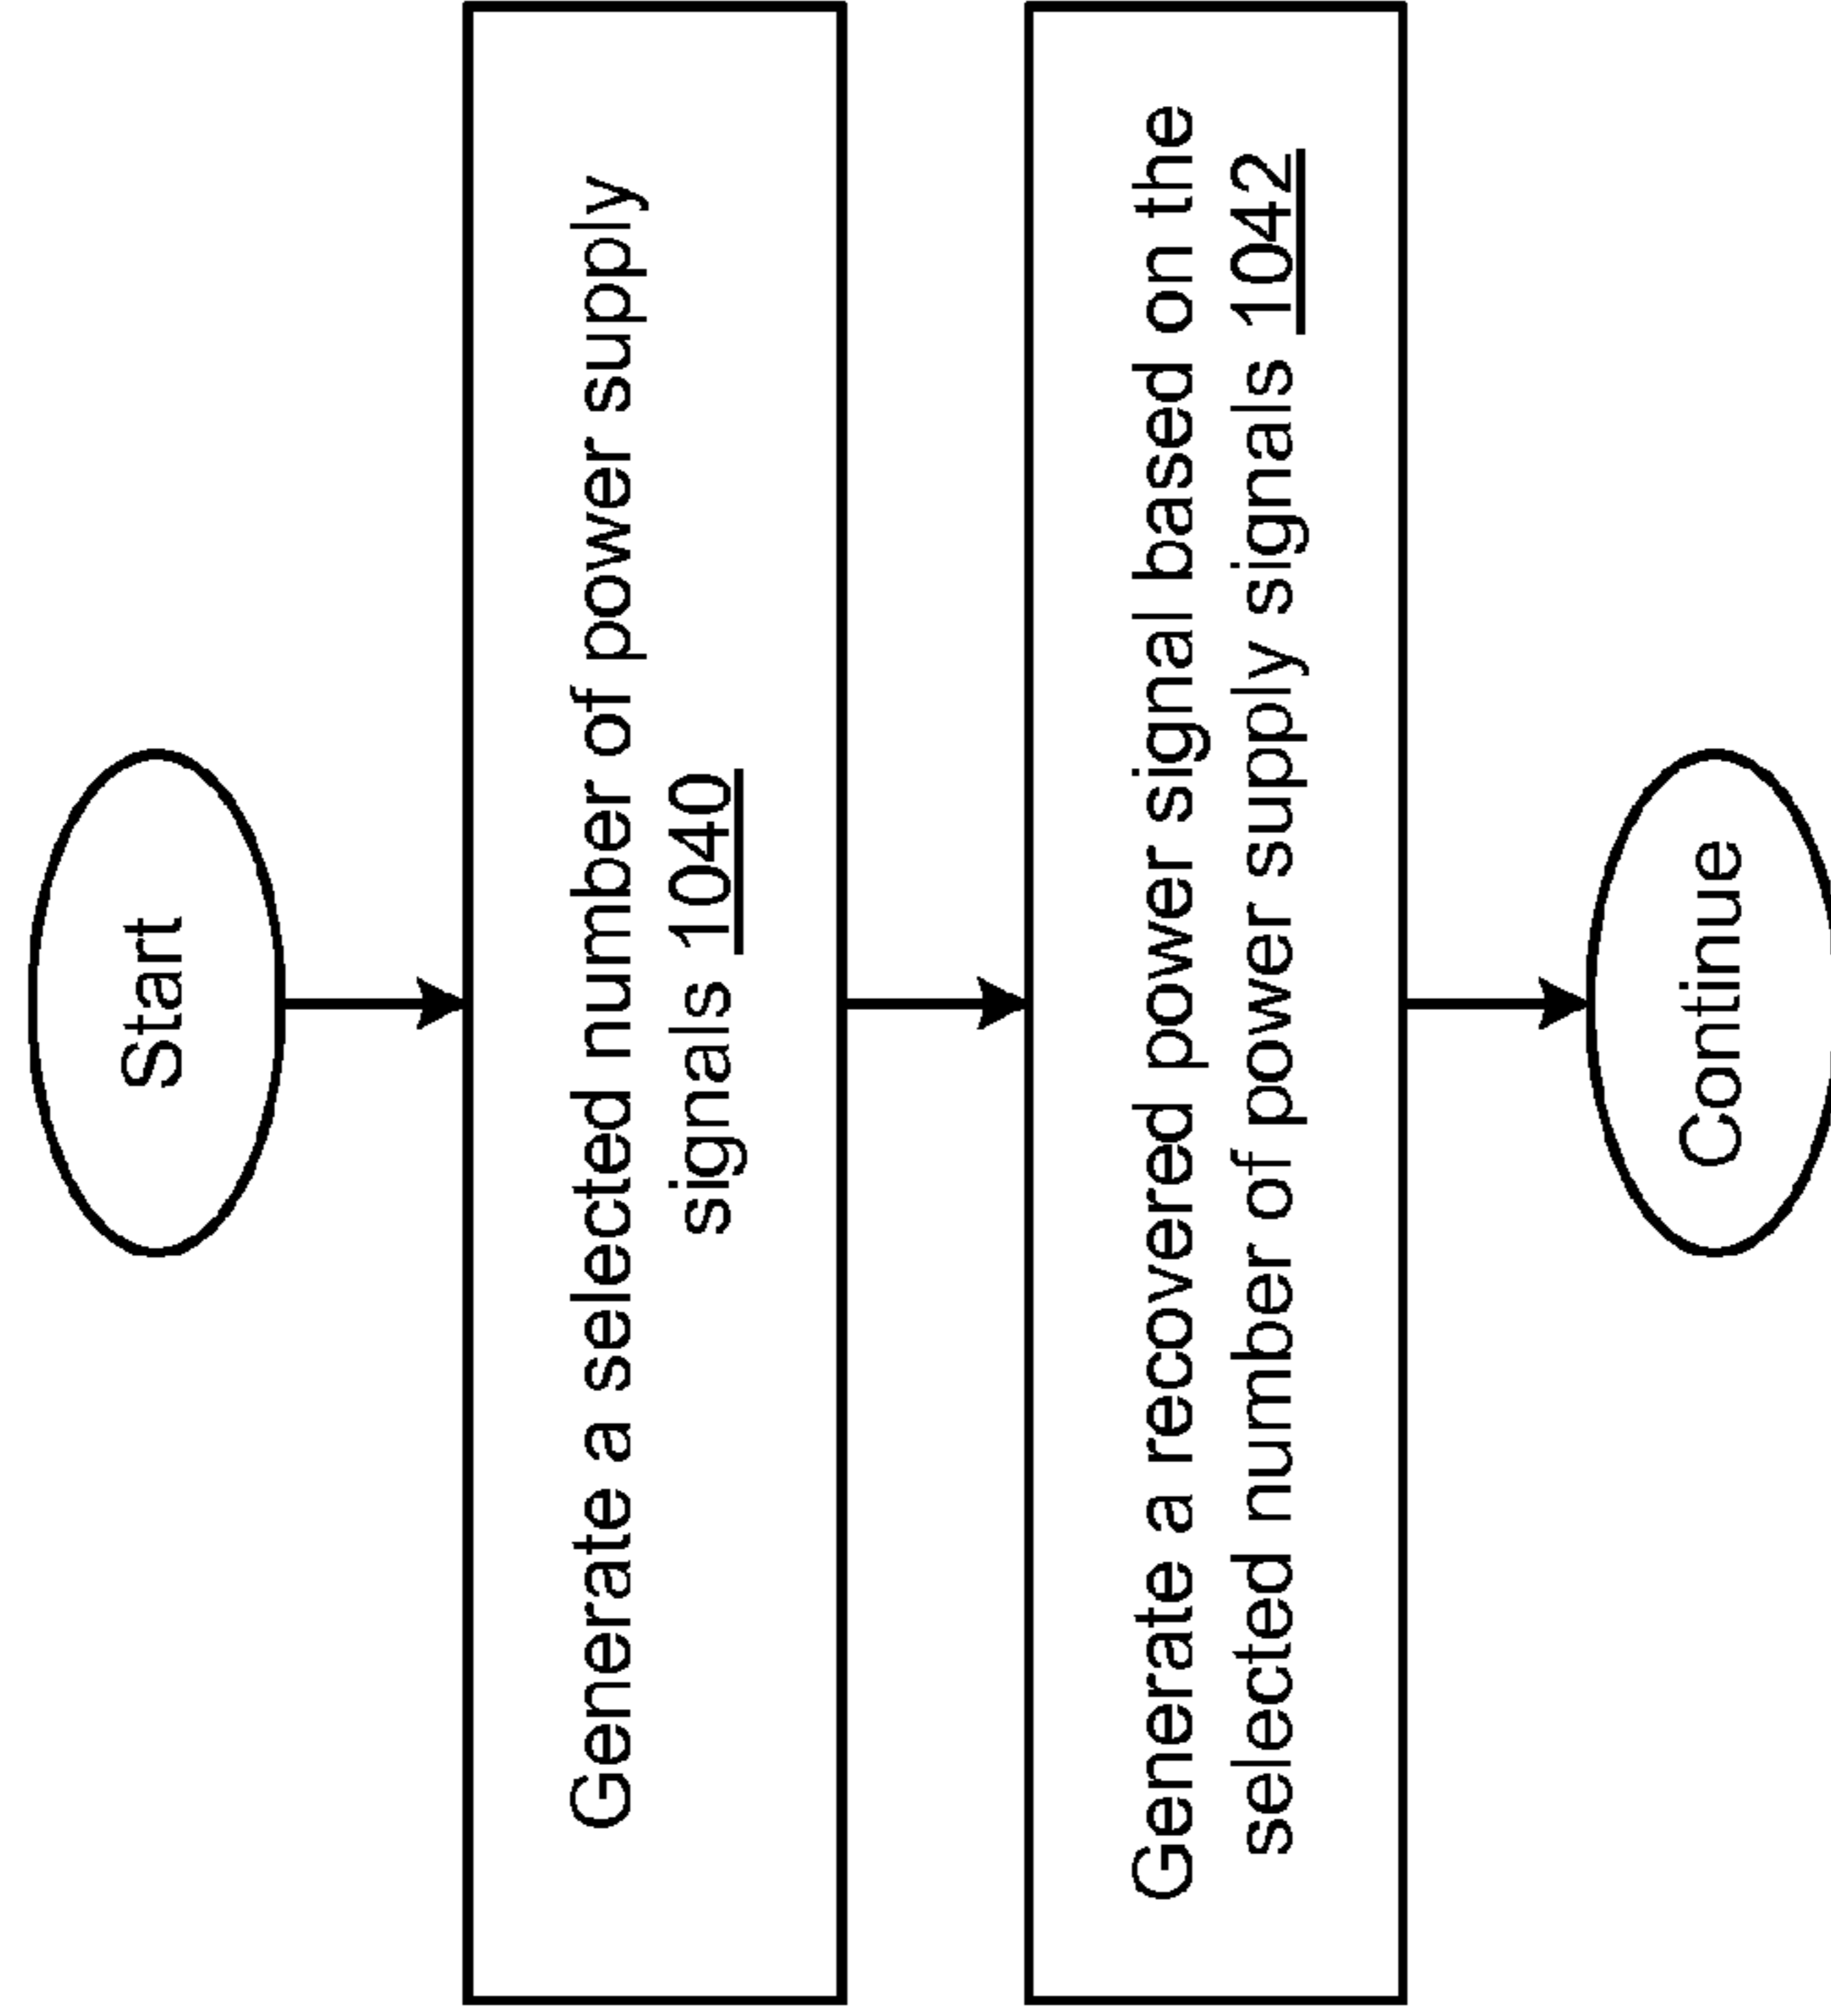 Start
Generate a selected number of power supply
signals 1040
Generate a recovered power signal based on the
selected number of power supply signals 1042
Continue